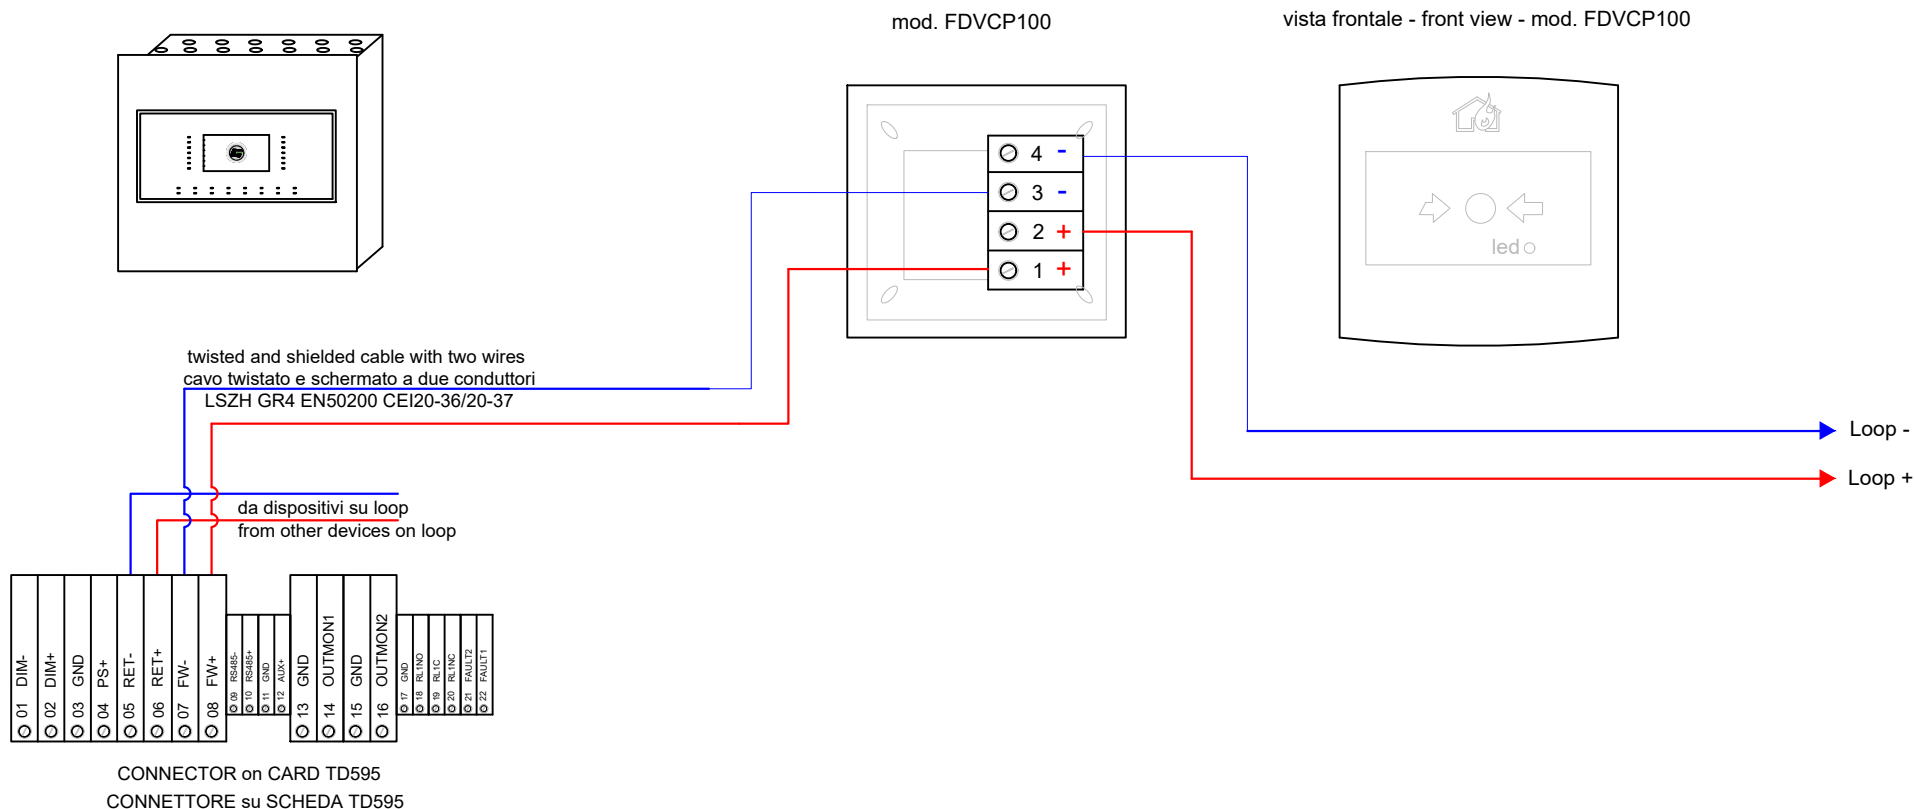 mod. FDVCP100
vista frontale - front view - mod. FDVCP100
4 -
3 -
2 +
1 +
led
twisted and shielded cable with two wires
cavo twistato e schermato a due conduttori
LSZH GR4 EN50200 CEI20-36/20-37
Loop -
Loop +
da dispositivi su loop
from other devices on loop
01 DIM-
02 DIM+
03 GND
04 PS+
05 RET-
06 RET+
07 FW-
08 FW+
09 RS485-
10 RS485+
11 GND
12 AUX+
13 GND
14 OUTMON1
15 GND
16 OUTMON2
17 GND
18 RL1NO
19 RL1C
20 RL1NC
21 FAULT2
22 FAULT1
CONNECTOR on CARD TD595
CONNETTORE su SCHEDA TD595